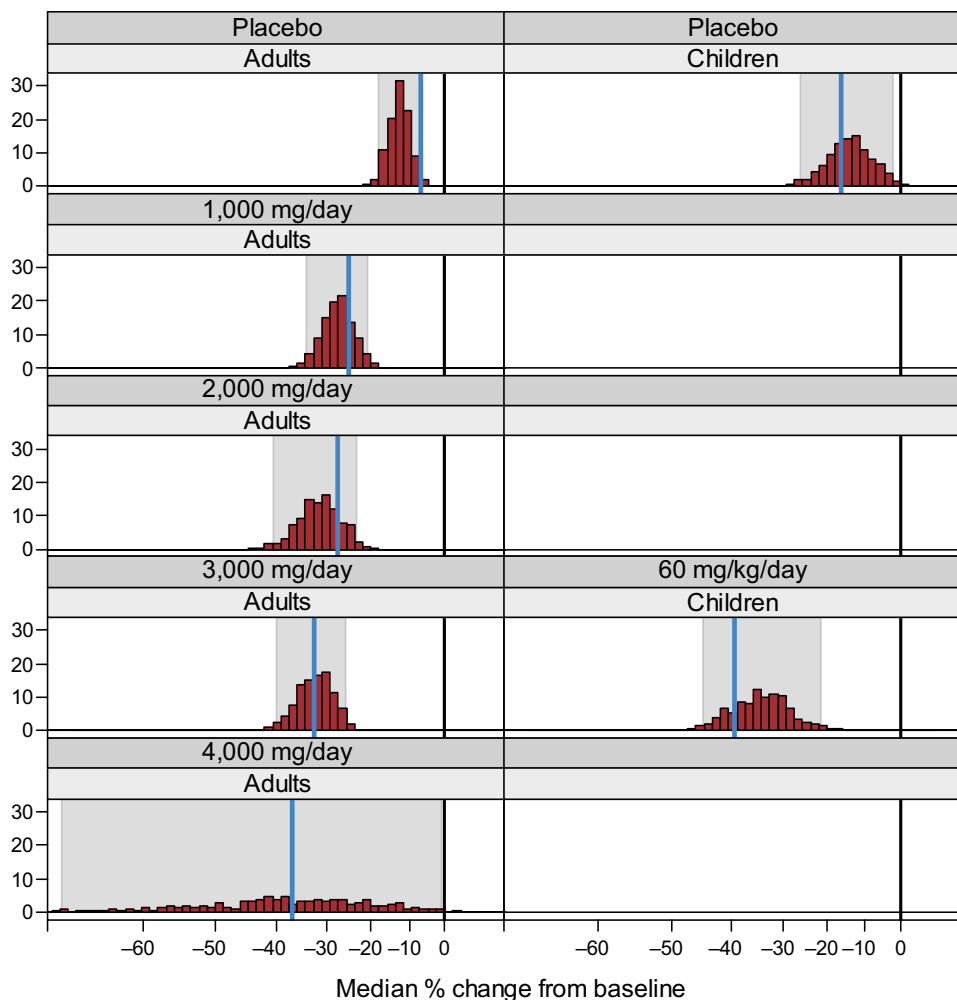 Placebo Placebo
Adults Children
30
20
10
0
1,000 mg/day
Adults
30
20
10
0
2,000 mg/day
Adults
30
20
10
0
3,000 mg/day 60 mg/kg/day
Adults Children
30
20
10
0
4,000 mg/day
Adults
30
20
10
0
–60 –40 –30 –20 –10 0 –60 –40 –30 –20 –10 0
Median % change from baseline